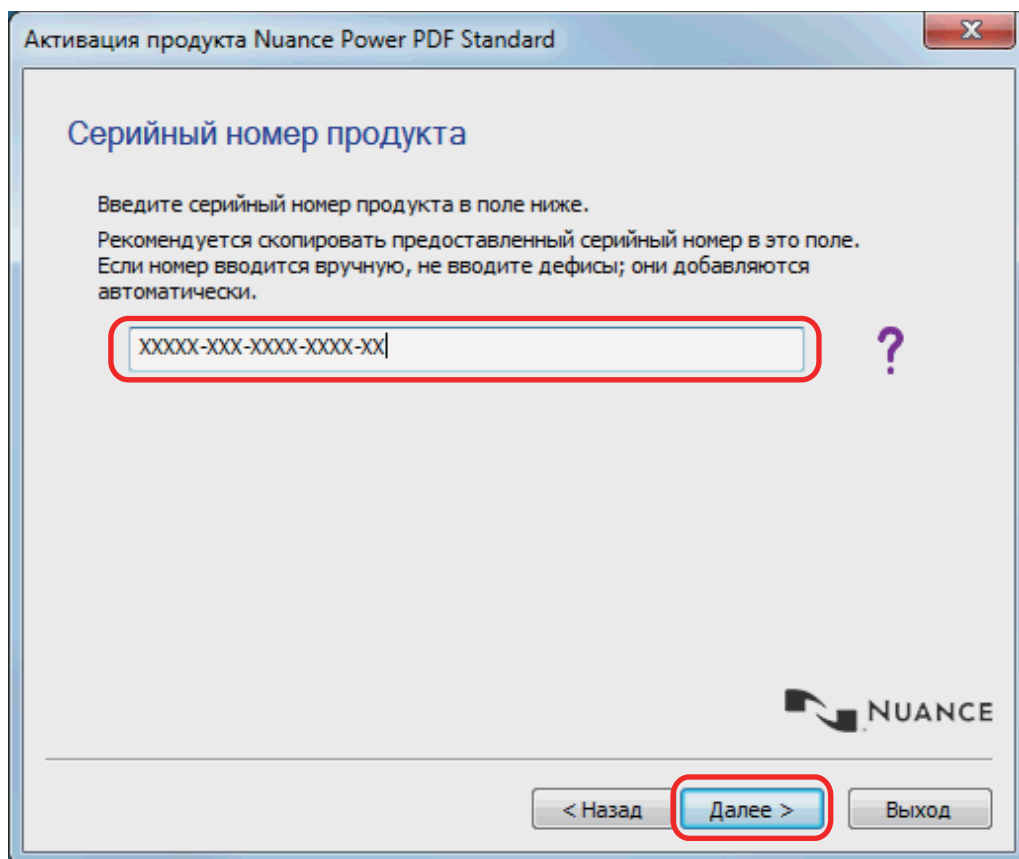 Активация продукта Nuance Power PDF Standard
Серийный номер продукта
Введите серийный номер продукта в поле ниже.
Рекомендуется скопировать предоставленный серийный номер в это поле.
Если номер вводится вручную, не вводите дефисы; они добавляются
автоматически.
XXXXX-XXX-XXXX-XXXX-XX
?
NUANCE
< Назад
Далее >
Выход